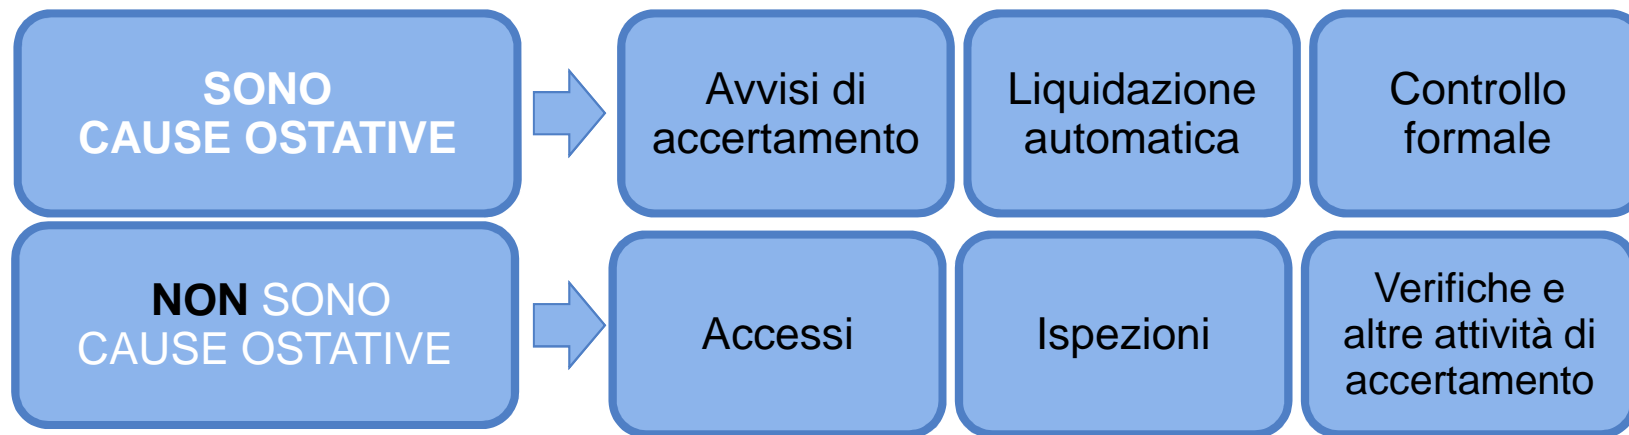 SONO
CAUSE OSTATIVE
Avvisi di
accertamento
Liquidazione
automatica
Controllo
formale
NON SONO
CAUSE OSTATIVE
Accessi
Ispezioni
Verifiche e
altre attività di
accertamento